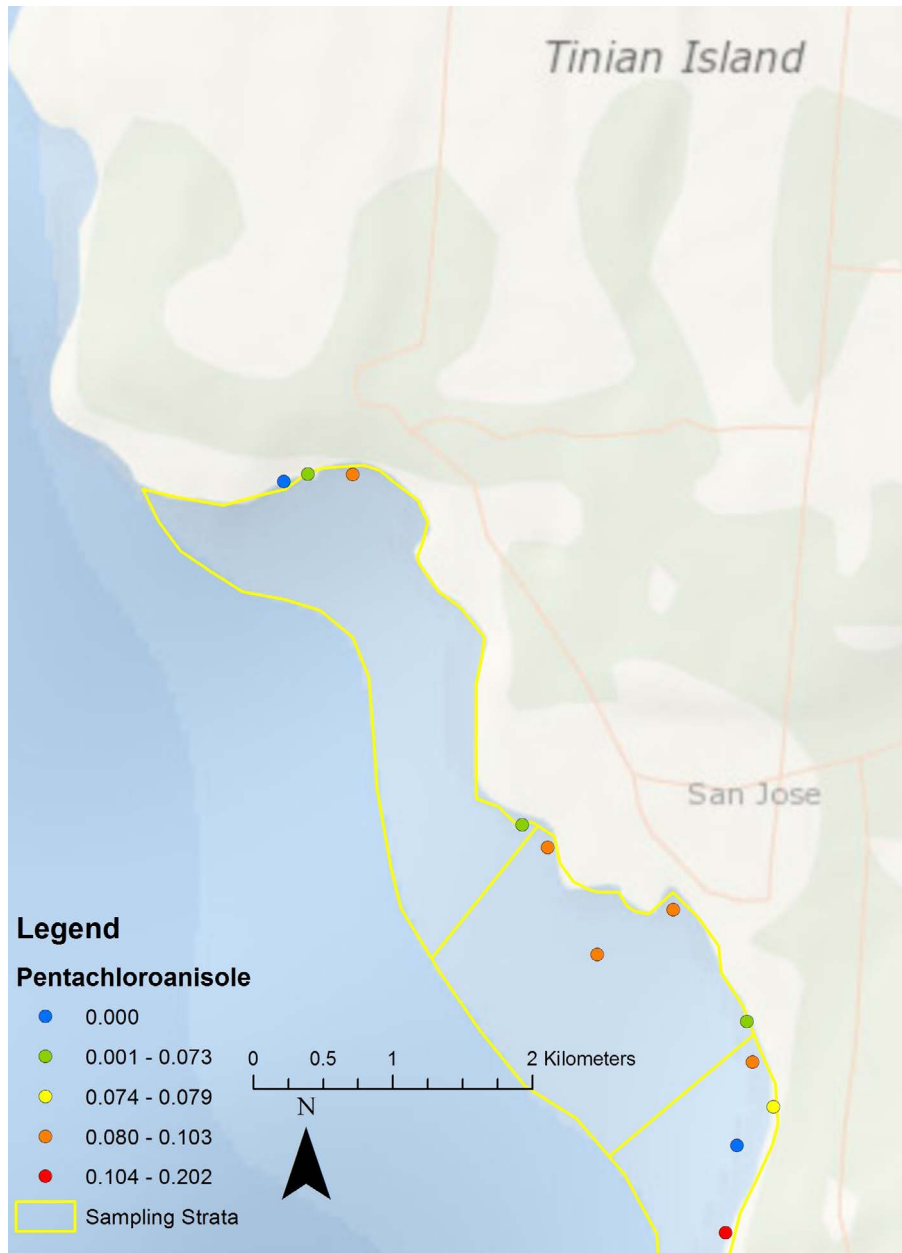 Tinian Island
San Jose
Legend
Pentachloroanisole
0.000
0.001 - 0.073
0.074 - 0.079
0.080 - 0.103
0.104 - 0.202
Sampling Strata
0 0.5 1 2 Kilometers
N